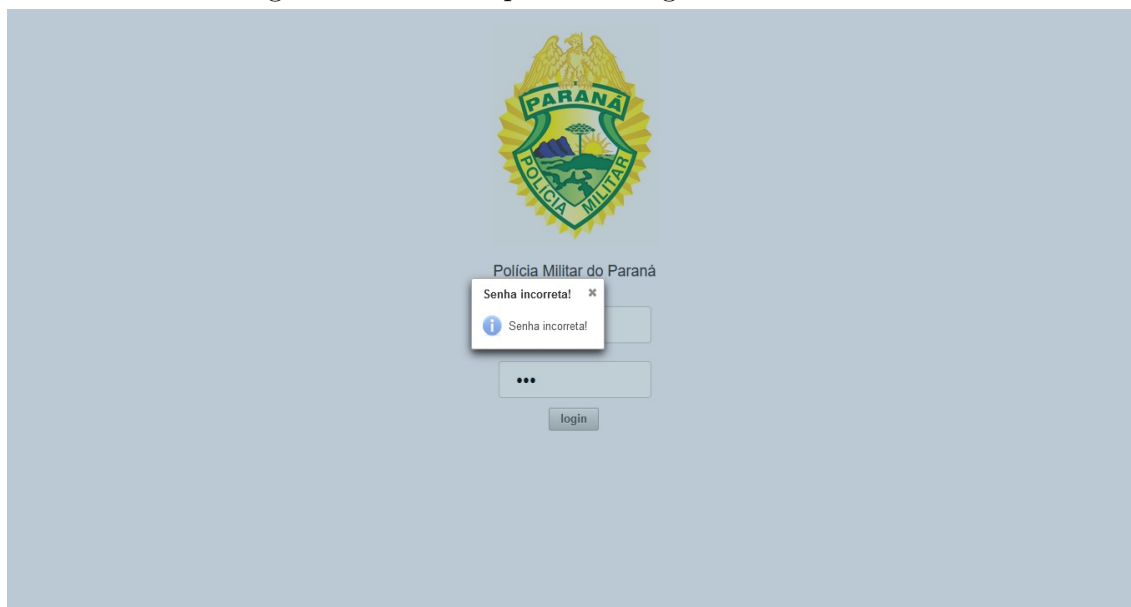 PARANÁ
POLÍCIA MILITAR
Polícia Militar do Paraná
Senha incorreta!
Senha incorreta!
•••
login